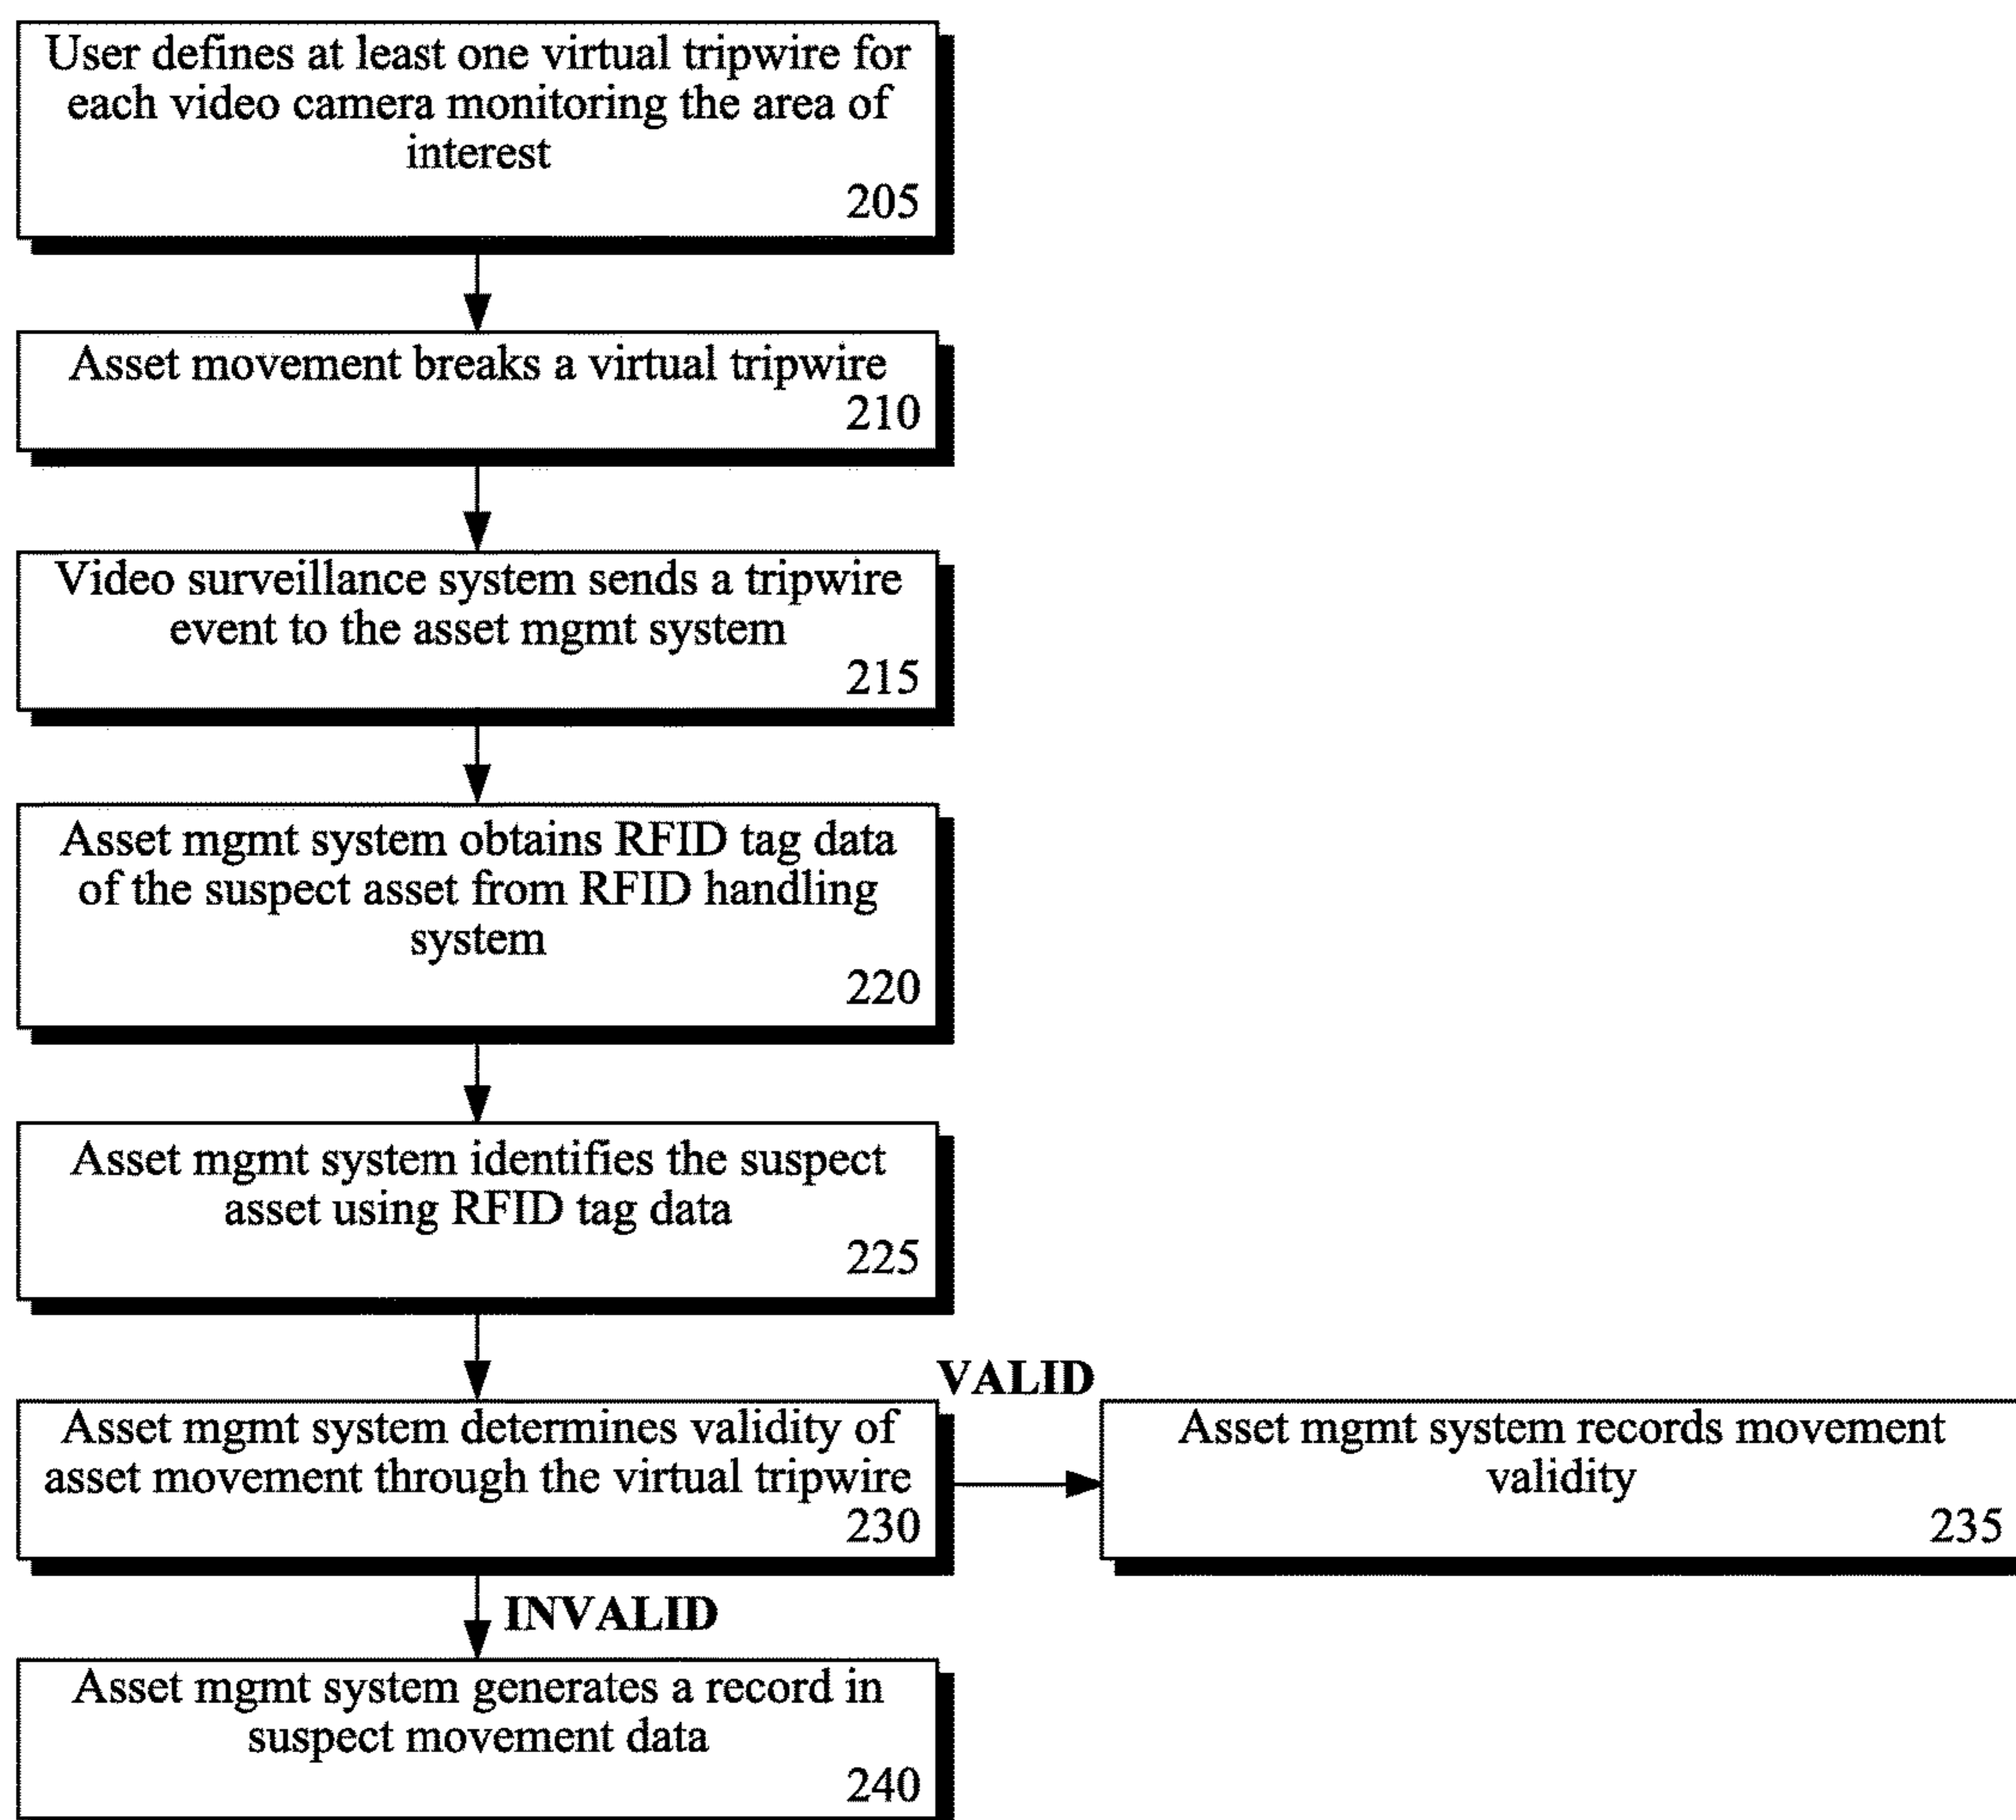 User defines at least one virtual tripwire for
each video camera monitoring the area of
interest
205
Asset movement breaks a virtual tripwire
210
Video surveillance system sends a tripwire
event to the asset mgmt system
215
Asset mgmt system obtains RFID tag data
of the suspect asset from RFID handling
system
220
Asset mgmt system identifies the suspect
asset using RFID tag data
225
Asset mgmt system determines validity of
asset movement through the virtual tripwire
230
VALID
Asset mgmt system records movement
validity
235
INVALID
Asset mgmt system generates a record in
suspect movement data
240